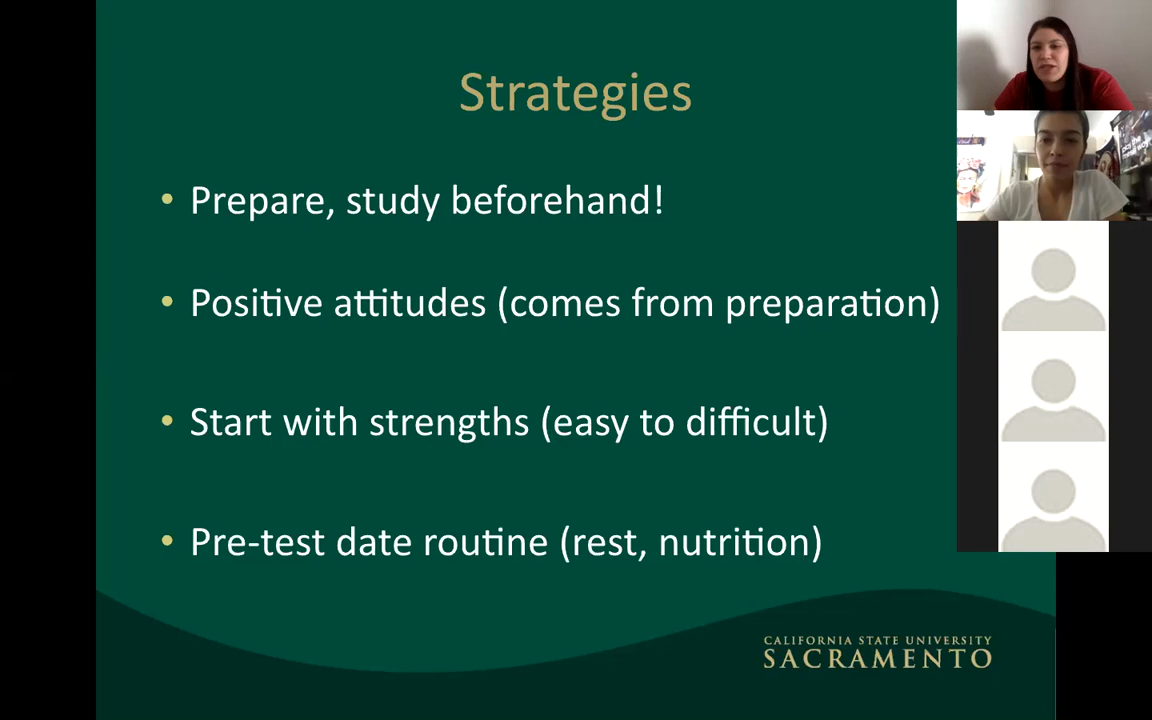 Strategies
• Prepare, study beforehand!
• Positive attitudes (comes from preparation)
• Start with strengths (easy to difficult)
• Pre-test date routine (rest, nutrition)
CALIFORNIA STATE UNIVERSITY
SACRAMENTO